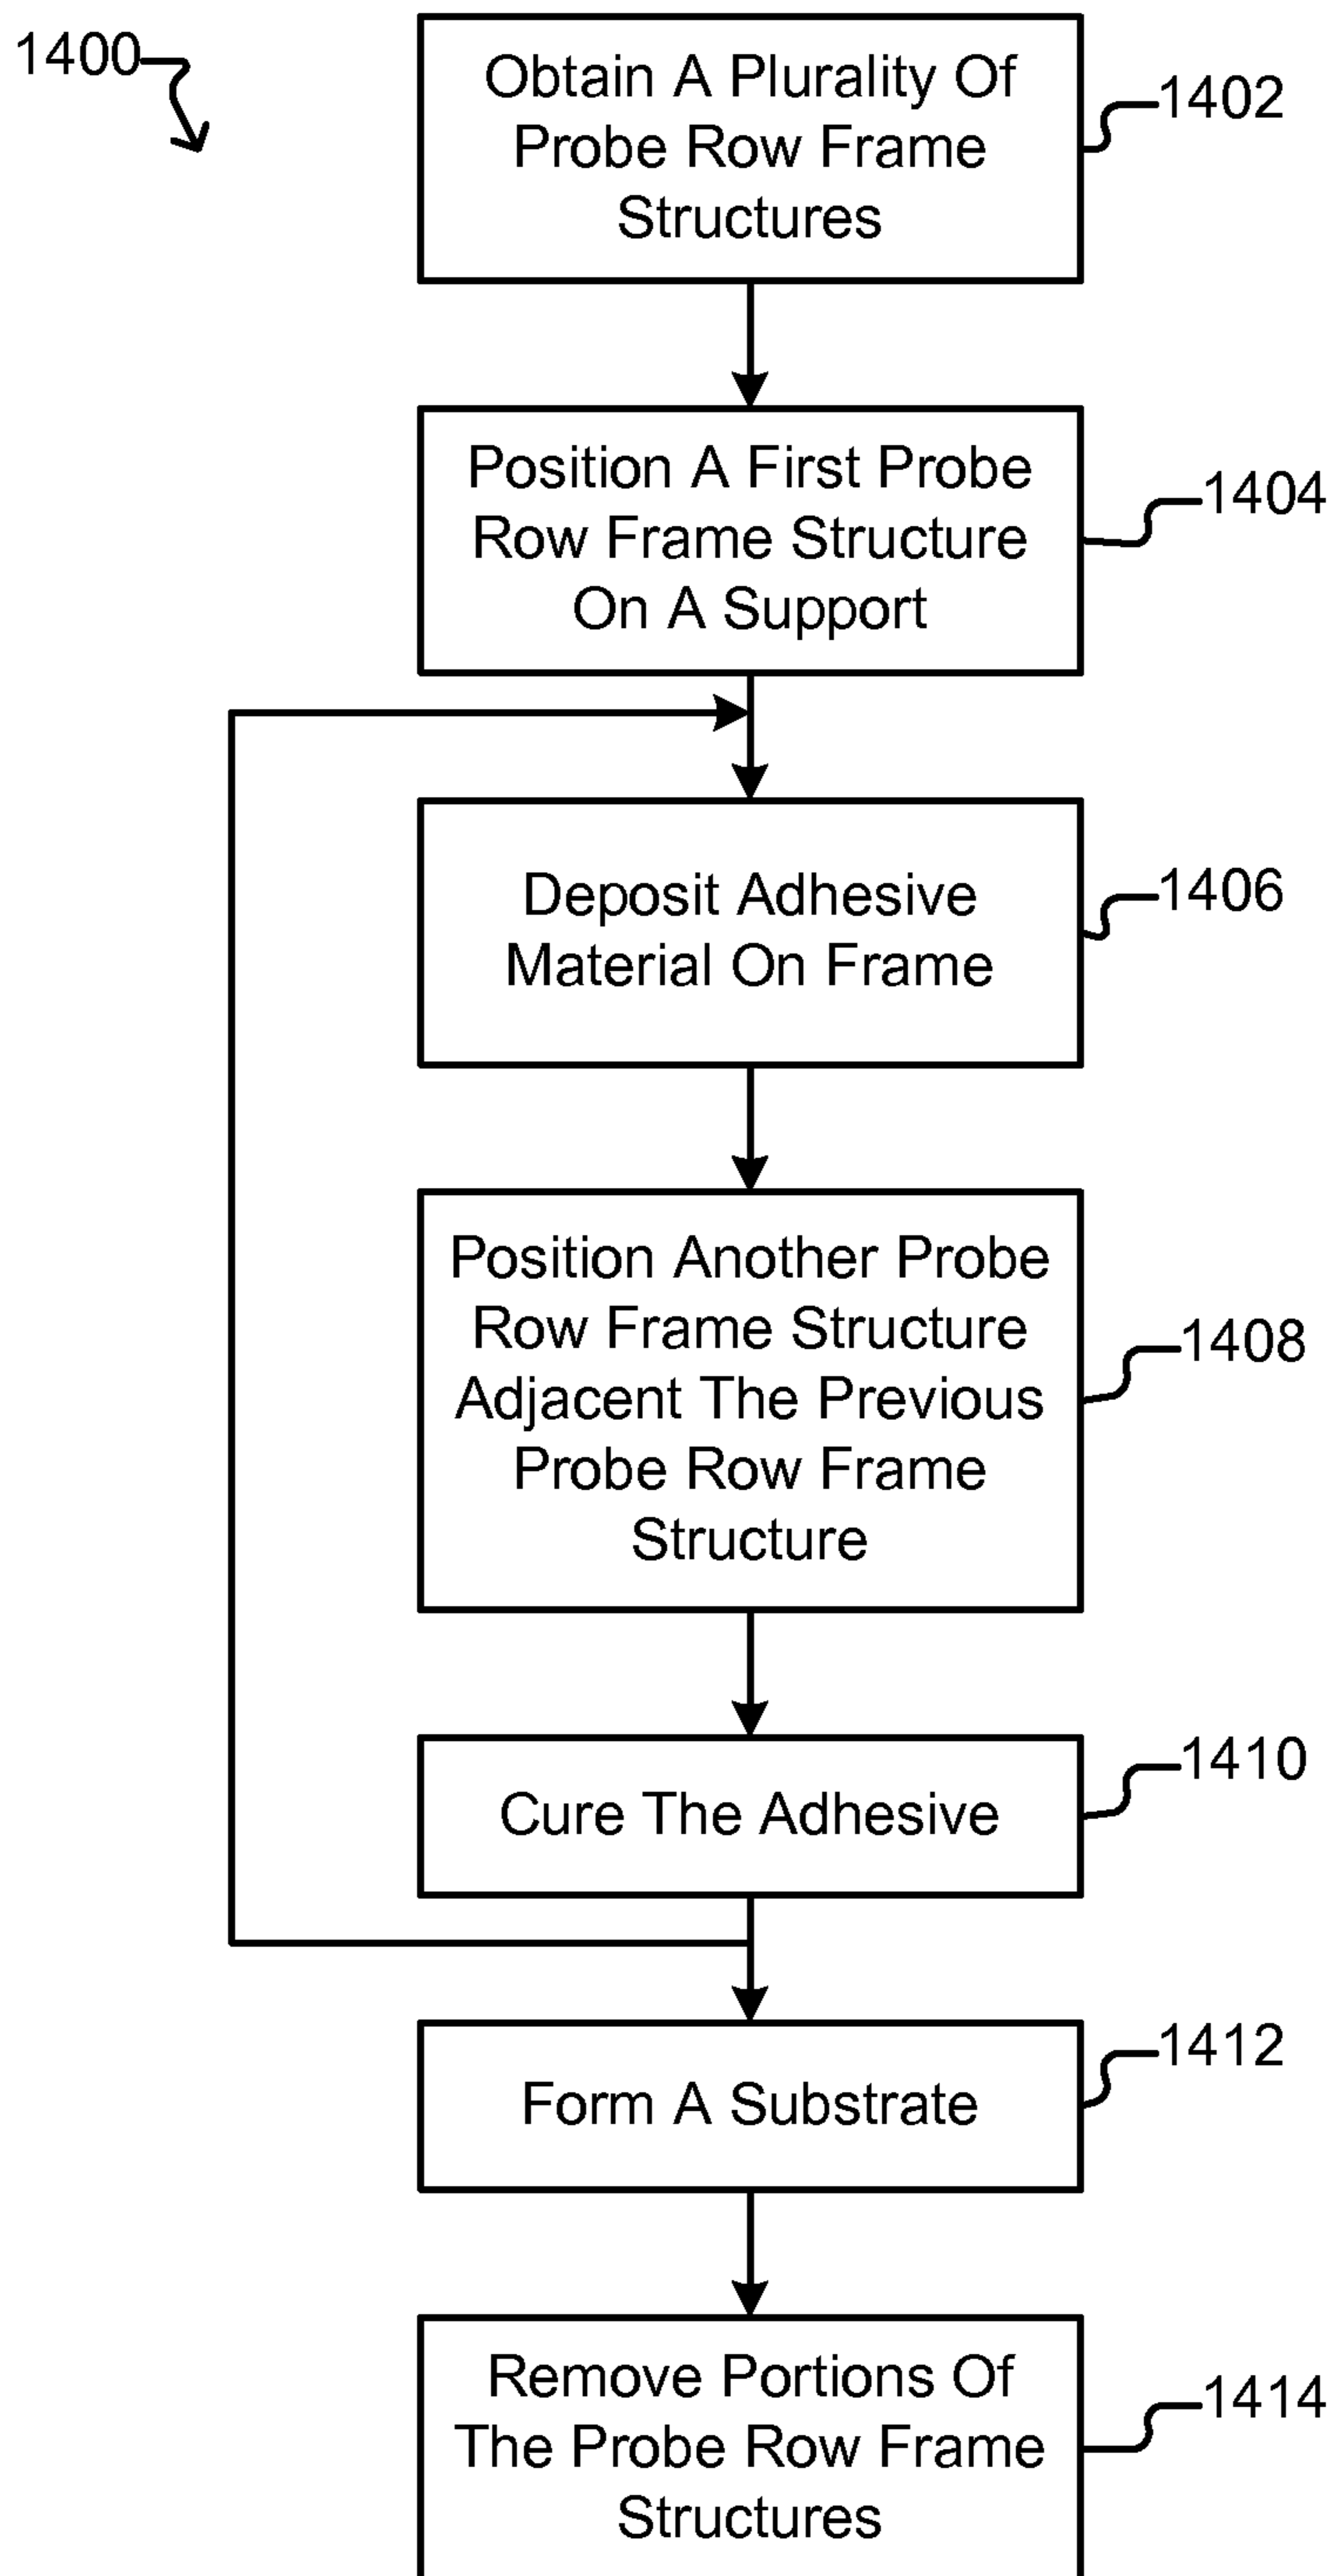 1400
Obtain A Plurality Of
Probe Row Frame
Structures
1402
Position A First Probe
Row Frame Structure
On A Support
1404
Deposit Adhesive
Material On Frame
1406
Position Another Probe
Row Frame Structure
Adjacent The Previous
Probe Row Frame
Structure
1408
Cure The Adhesive
1410
Form A Substrate
1412
Remove Portions Of
The Probe Row Frame
Structures
1414